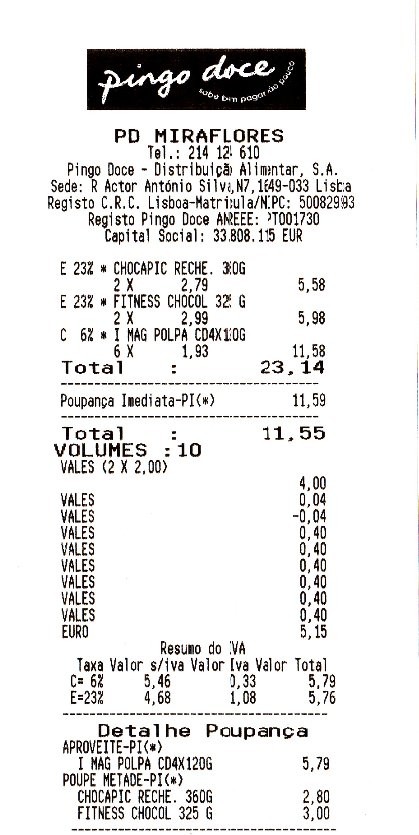 pingo doce
sabe bem pagar tão pouco
PD MIRAFLORES
Tel.: 214 12 610
Pingo Doce - Distribuição Alimentar, S.A.
Sede: R Actor António Silva,N7,1649-033 Lisboa
Registo C.R.C. Lisboa-Matricula/NIPC: 500829993
Registo Pingo Doce ANREEE: PT001730
Capital Social: 33.808.115 EUR
E 23% * CHOCAPIC RECHE. 360G
2 X 2,79 5,58
E 23% * FITNESS CHOCOL 325 G
2 X 2,99 5,98
C 6% * I MAG POLPA CD4X120G
6 X 1,93 11,58
Total : 23,14
Poupança Imediata-PI(*) 11,59
Total : 11,55
VOLUMES : 10
VALES (2 X 2,00)
4,00
VALES 0,04
VALES -0,04
VALES 0,40
VALES 0,40
VALES 0,40
VALES 0,40
VALES 0,40
VALES 0,40
EURO 5,15
Resumo do IVA
Taxa Valor s/iva Valor Iva Valor Total
C= 6% 5,46 0,33 5,79
E=23% 4,68 1,08 5,76
Detalhe Poupança
APROVEITE-PI(*)
I MAG POLPA CD4X120G 5,79
POUPE METADE-PI(*)
CHOCAPIC RECHE. 360G 2,80
FITNESS CHOCOL 325 G 3,00